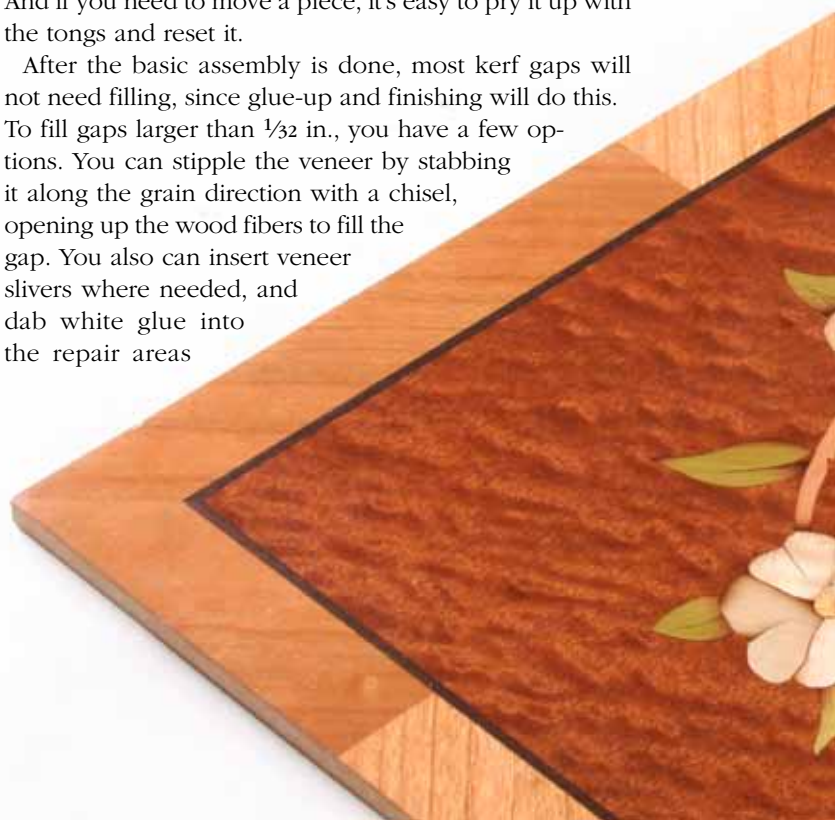 And if you need to move a piece, it's easy to pry it up with
the tongs and reset it.
After the basic assembly is done, most kerf gaps will
not need filling, since glue-up and finishing will do this.
To fill gaps larger than 1⁄32 in., you have a few op-
tions. You can stipple the veneer by stabbing
it along the grain direction with a chisel,
opening up the wood fibers to fill the
gap. You also can insert veneer
slivers where needed, and
dab white glue into
the repair areas